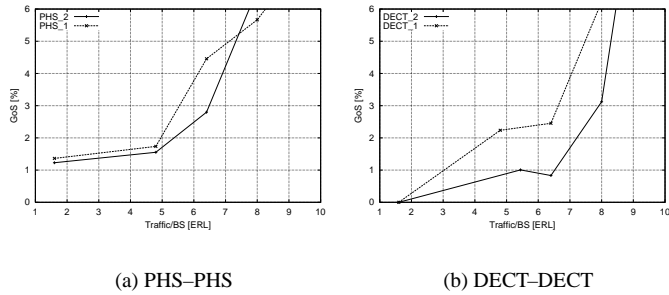 PHS_2
PHS_1
GoS [%]
6
5
4
3
2
1
0
1 2 3 4 5 6 7 8 9 10
Traffic/BS [ERL]
(a) PHS–PHS
DECT_2
DECT_1
GoS [%]
6
5
4
3
2
1
0
1 2 3 4 5 6 7 8 9 10
Traffic/BS [ERL]
(b) DECT–DECT